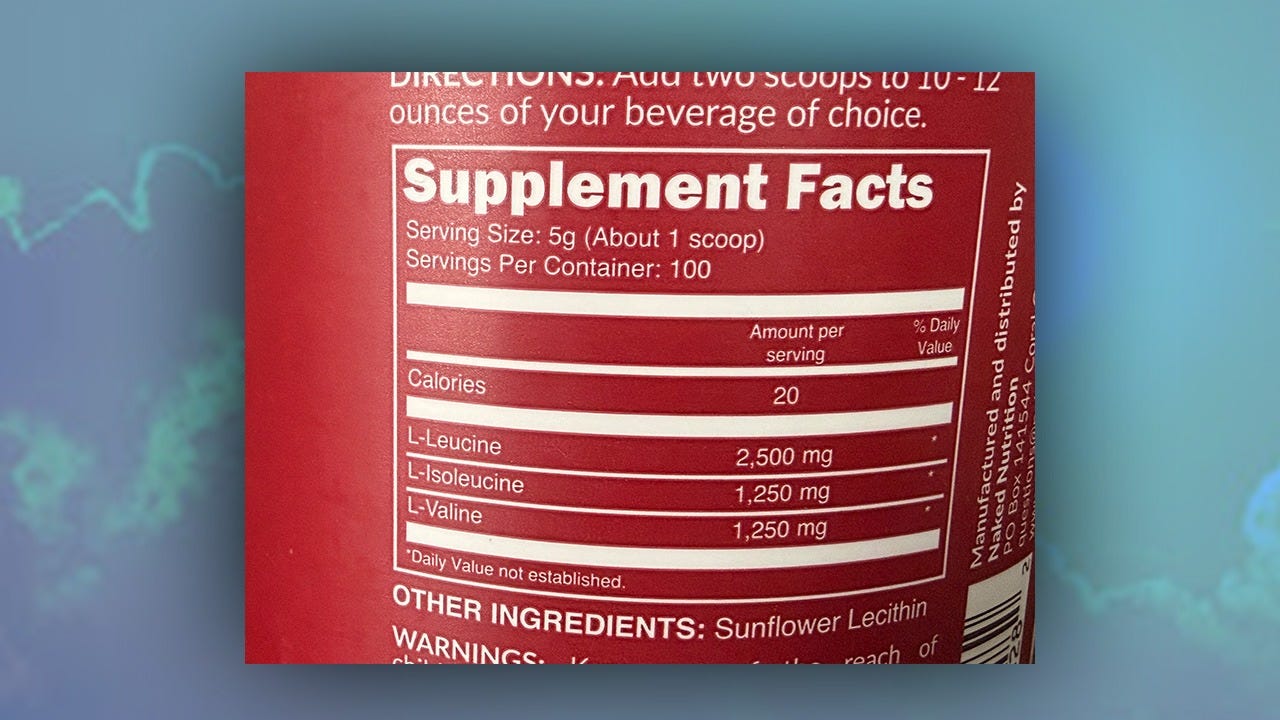 DIRECTIONS: Add two scoops to 10 - 12
ounces of your beverage of choice.
Supplement Facts
Serving Size: 5g (About 1 scoop)
Servings Per Container: 100
Amount per serving
% Daily Value
Calories 20
L-Leucine 2,500 mg *
L-Isoleucine 1,250 mg *
L-Valine 1,250 mg *
*Daily Value not established.
OTHER INGREDIENTS: Sunflower Lecithin
WARNINGS: reach of
Manufactured and distributed by
Naked Nutrition
PO Box 141544